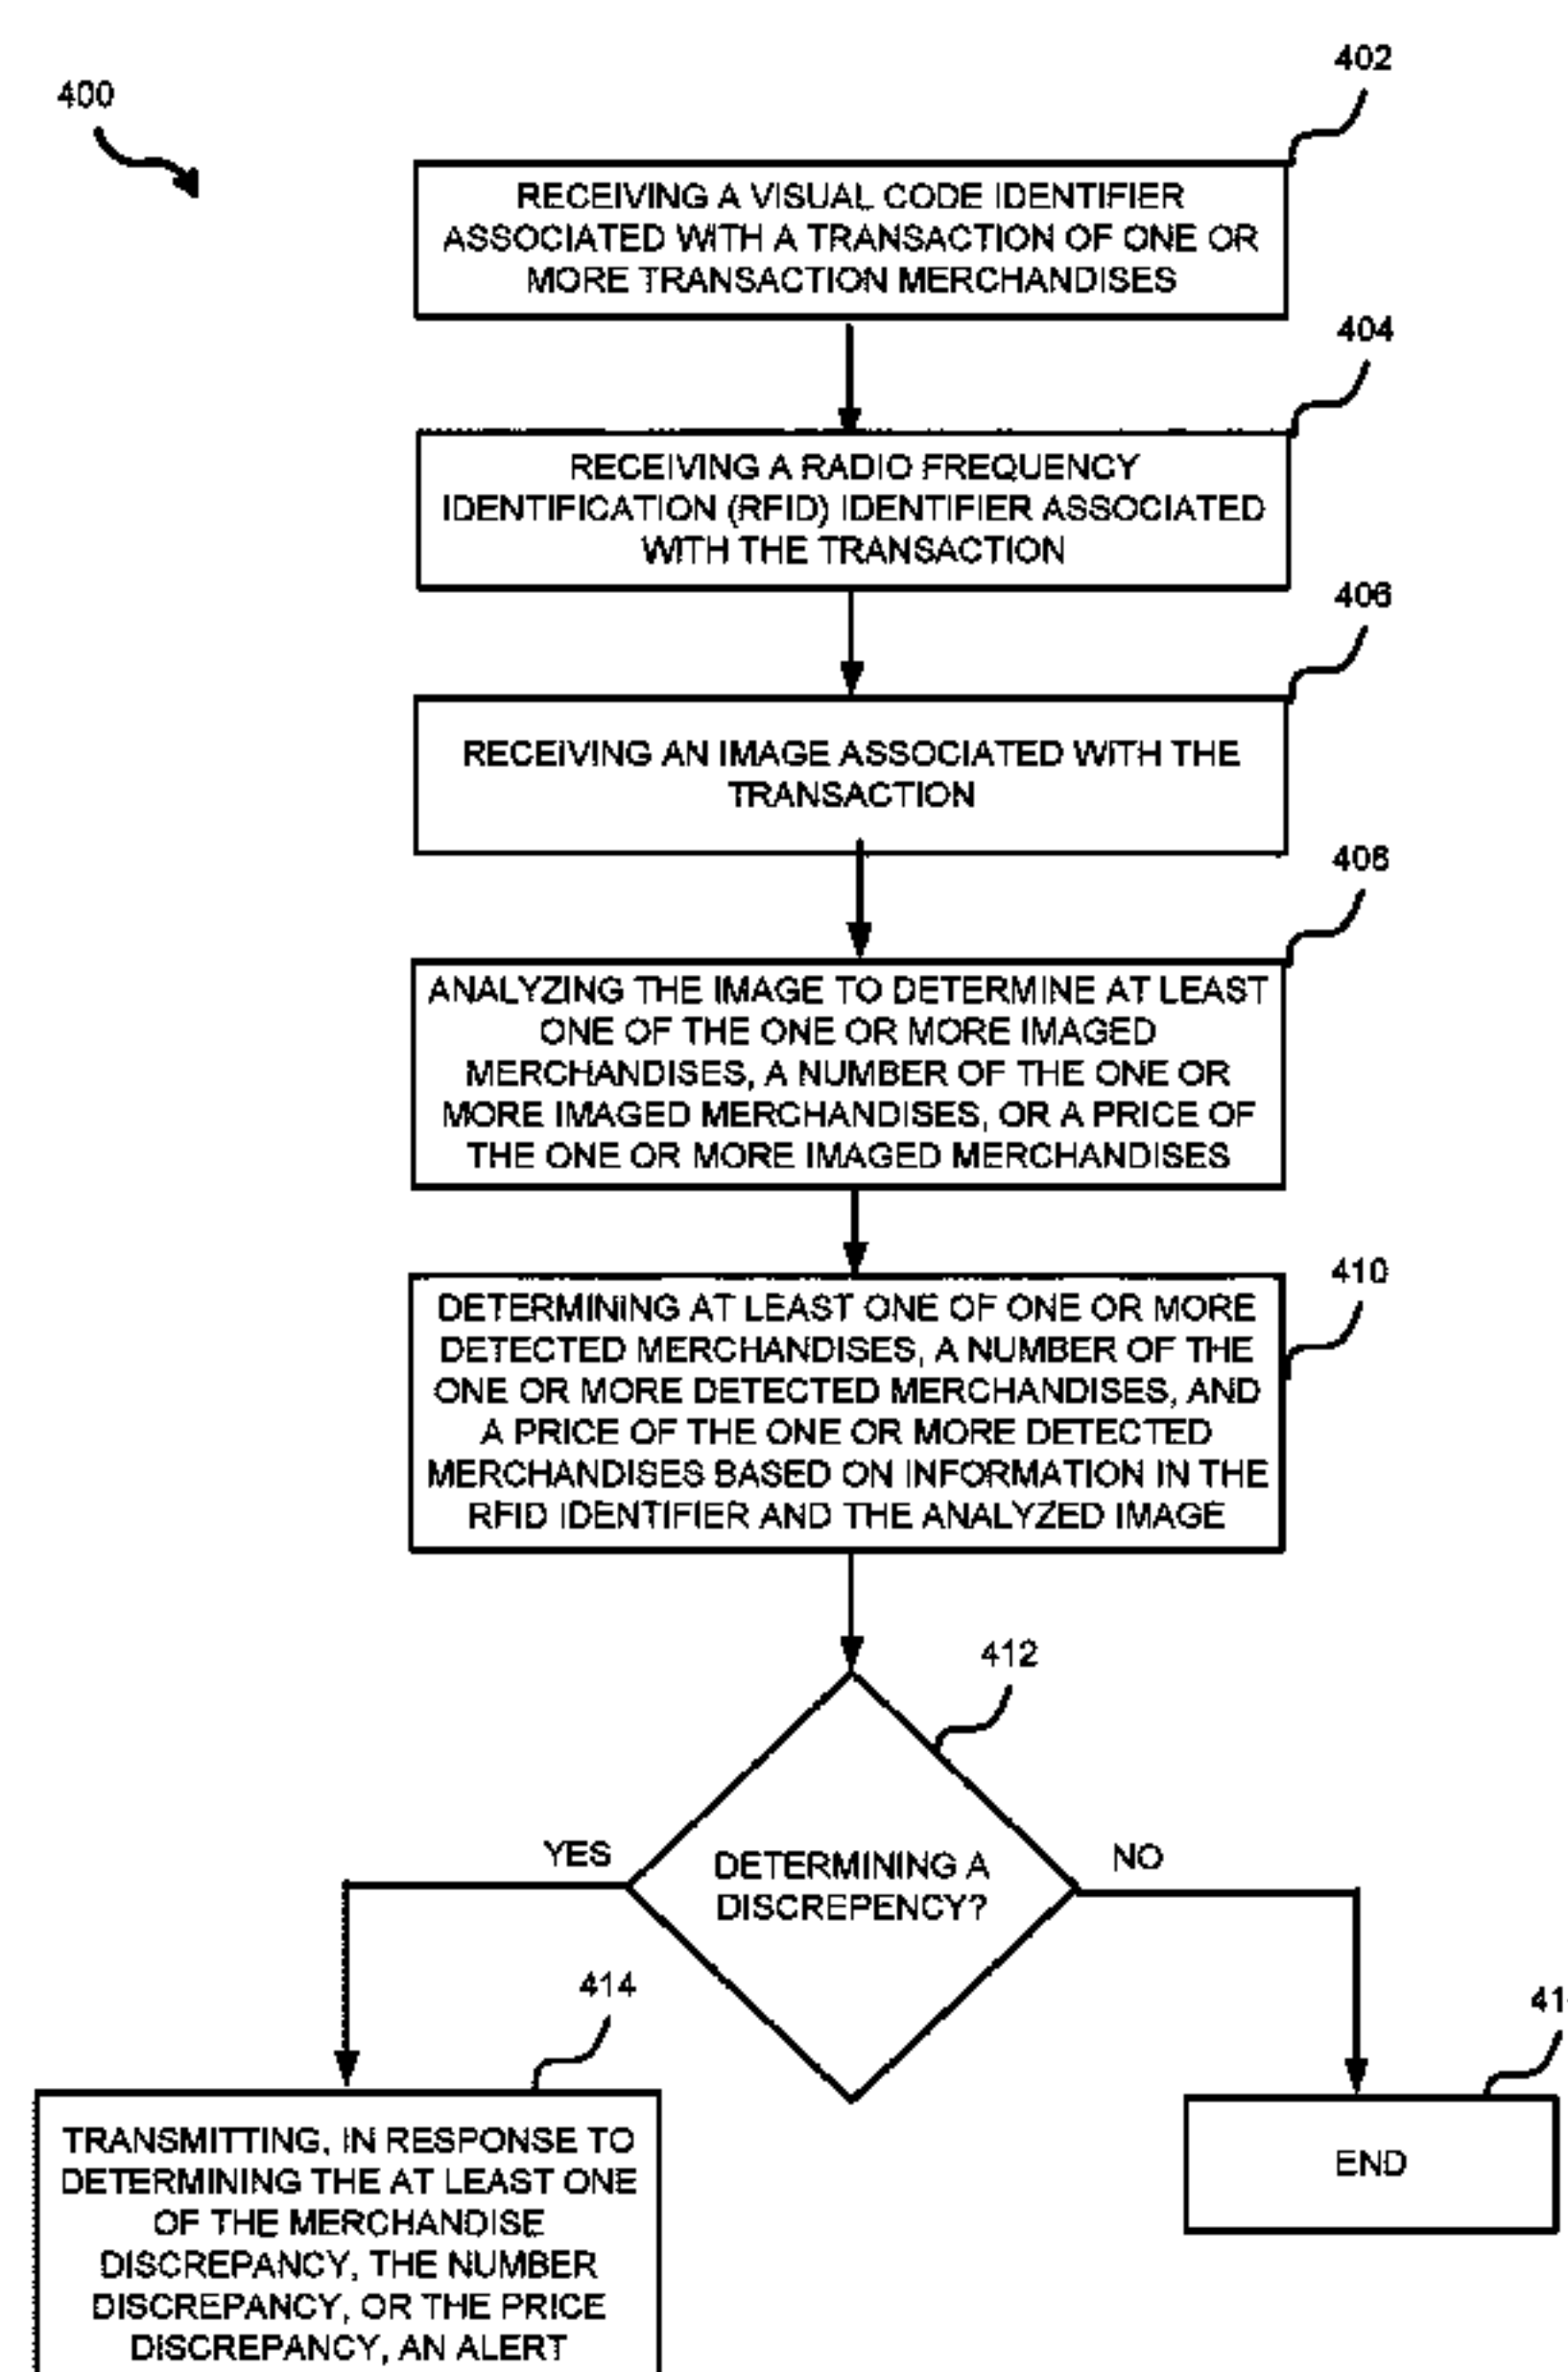 400
402
RECEIVING A VISUAL CODE IDENTIFIER
ASSOCIATED WITH A TRANSACTION OF ONE OR
MORE TRANSACTION MERCHANDISES
404
RECEIVING A RADIO FREQUENCY
IDENTIFICATION (RFID) IDENTIFIER ASSOCIATED
WITH THE TRANSACTION
406
RECEIVING AN IMAGE ASSOCIATED WITH THE
TRANSACTION
408
ANALYZING THE IMAGE TO DETERMINE AT LEAST
ONE OF THE ONE OR MORE IMAGED
MERCHANDISES, A NUMBER OF THE ONE OR
MORE IMAGED MERCHANDISES, OR A PRICE OF
THE ONE OR MORE IMAGED MERCHANDISES
410
DETERMINING AT LEAST ONE OF ONE OR MORE
DETECTED MERCHANDISES, A NUMBER OF THE
ONE OR MORE DETECTED MERCHANDISES, AND
A PRICE OF THE ONE OR MORE DETECTED
MERCHANDISES BASED ON INFORMATION IN THE
RFID IDENTIFIER AND THE ANALYZED IMAGE
412
YES
DETERMINING A
DISCREPENCY?
NO
414
TRANSMITTING, IN RESPONSE TO
DETERMINING THE AT LEAST ONE
OF THE MERCHANDISE
DISCREPANCY, THE NUMBER
DISCREPANCY, OR THE PRICE
DISCREPANCY, AN ALERT
END